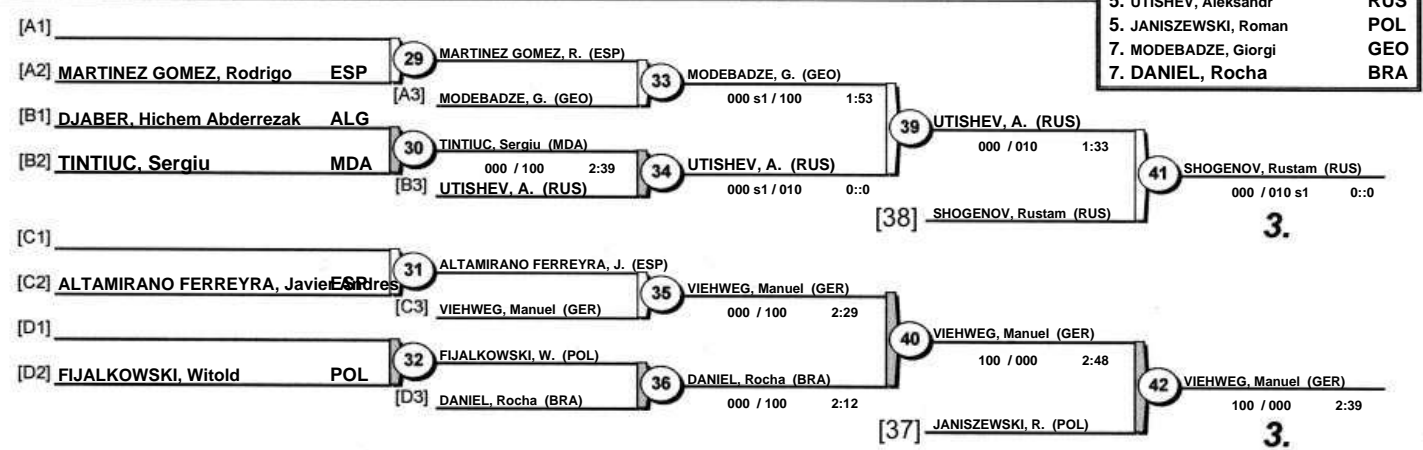 5. UTISHEV, Aleksandr RUS
5. JANISZEWSKI, Roman POL
7. MODEBADZE, Giorgi GEO
7. DANIEL, Rocha BRA
[A1]
[A2] MARTINEZ GOMEZ, Rodrigo ESP
29
MARTINEZ GOMEZ, R. (ESP)
[A3] MODEBADZE, G. (GEO)
33
MODEBADZE, G. (GEO)
000 s1 / 100 1:53
[B1] DJABER, Hichem Abderrezak ALG
[B2] TINTIUC, Sergiu MDA
30
TINTIUC, Sergiu (MDA)
000 / 100 2:39
[B3] UTISHEV, A. (RUS)
34
UTISHEV, A. (RUS)
000 s1 / 010 0::0
39
UTISHEV, A. (RUS)
000 / 010 1:33
[38] SHOGENOV, Rustam (RUS)
41
SHOGENOV, Rustam (RUS)
000 / 010 s1 0::0
3.
[C1]
[C2] ALTAMIRANO FERREYRA, Javier Andres ESP
31
ALTAMIRANO FERREYRA, J. (ESP)
[C3] VIEHWEG, Manuel (GER)
35
VIEHWEG, Manuel (GER)
000 / 100 2:29
[D1]
[D2] FIJALKOWSKI, Witold POL
32
FIJALKOWSKI, W. (POL)
[D3] DANIEL, Rocha (BRA)
36
DANIEL, Rocha (BRA)
000 / 100 2:12
40
VIEHWEG, Manuel (GER)
100 / 000 2:48
[37] JANISZEWSKI, R. (POL)
42
VIEHWEG, Manuel (GER)
100 / 000 2:39
3.